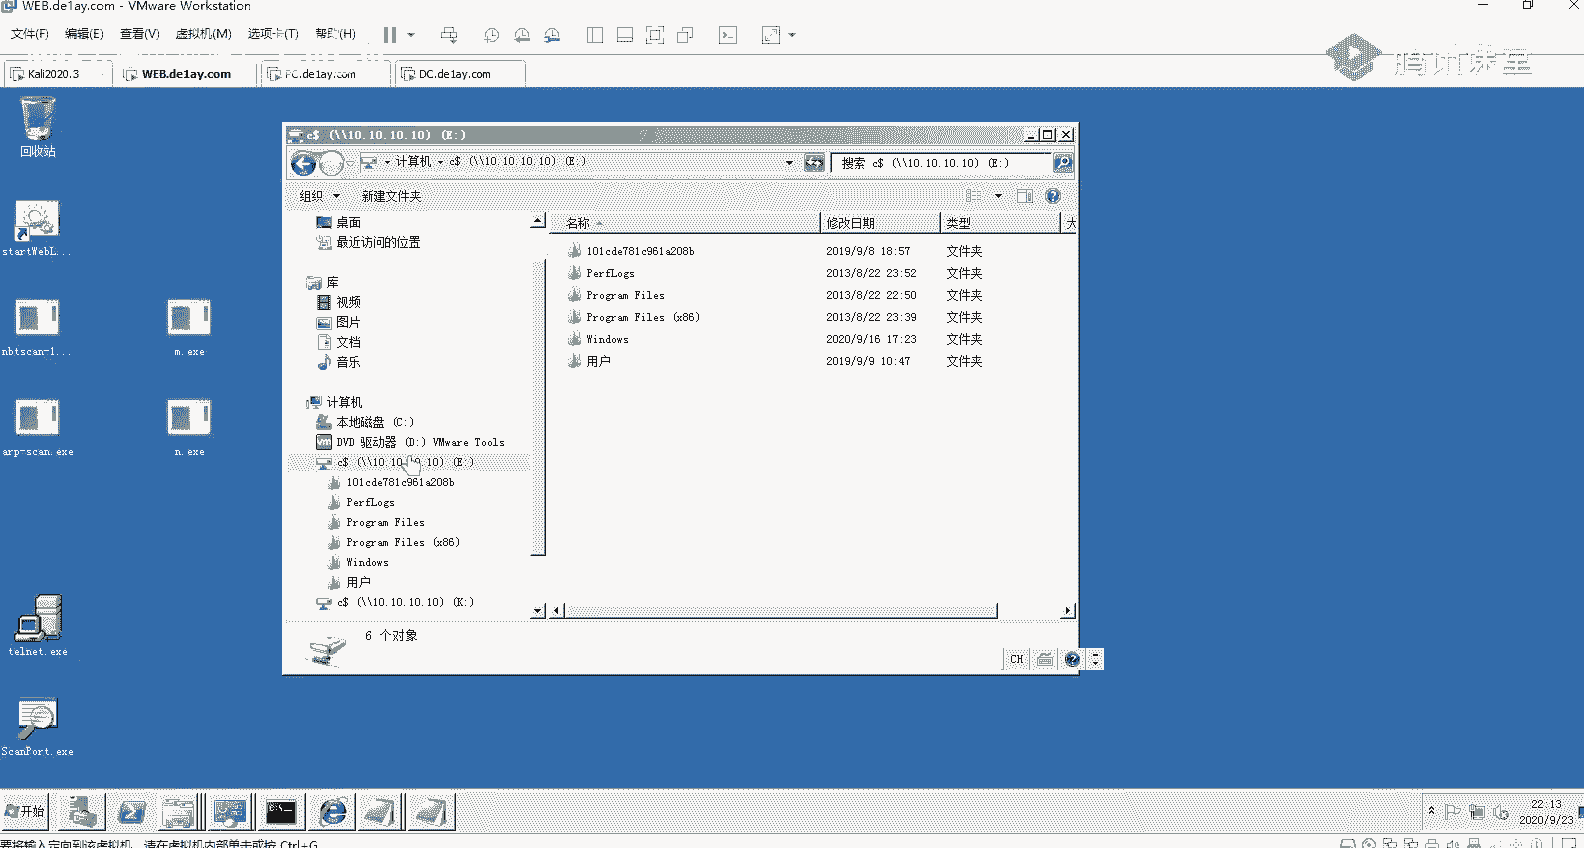 WEB.de1ay.com - VMware Workstation
文件(F) 编辑(E) 查看(V) 虚拟机(M) 选项卡(T) 帮助(H)
腾讯课堂
Kali2020.3 WEB.de1ay.com PC.de1ay.com DC.de1ay.com
回收站
startWebL...
nbtscan-1...
m.exe
arp-scan.exe
n.exe
telnet.exe
ScanPort.exe
c$ (\\10.10.10.10) (E:)
计算机 c$ (\\10.10.10.10) (E:)
搜索 c$ (\\10.10.10.10) (E:)
组织 新建文件夹
桌面
最近访问的位置
库
视频
图片
文档
音乐
计算机
本地磁盘 (C:)
DVD 驱动器 (D:) VMware Tools
c$ (\\10.10.10.10) (E:)
101cde781c961a208b
PerfLogs
Program Files
Program Files (x86)
Windows
用户
c$ (\\10.10.10.10) (K:)
名称 修改日期 类型 大
101cde781c961a208b 2019/9/8 18:57 文件夹
PerfLogs 2013/8/22 23:52 文件夹
Program Files 2013/8/22 22:50 文件夹
Program Files (x86) 2013/8/22 23:39 文件夹
Windows 2020/9/16 17:23 文件夹
用户 2019/9/9 10:47 文件夹
6 个对象
CH
开始
22:13
2020/9/23
要将输入定向到该虚拟机，请在虚拟机内部单击或按 Ctrl+G